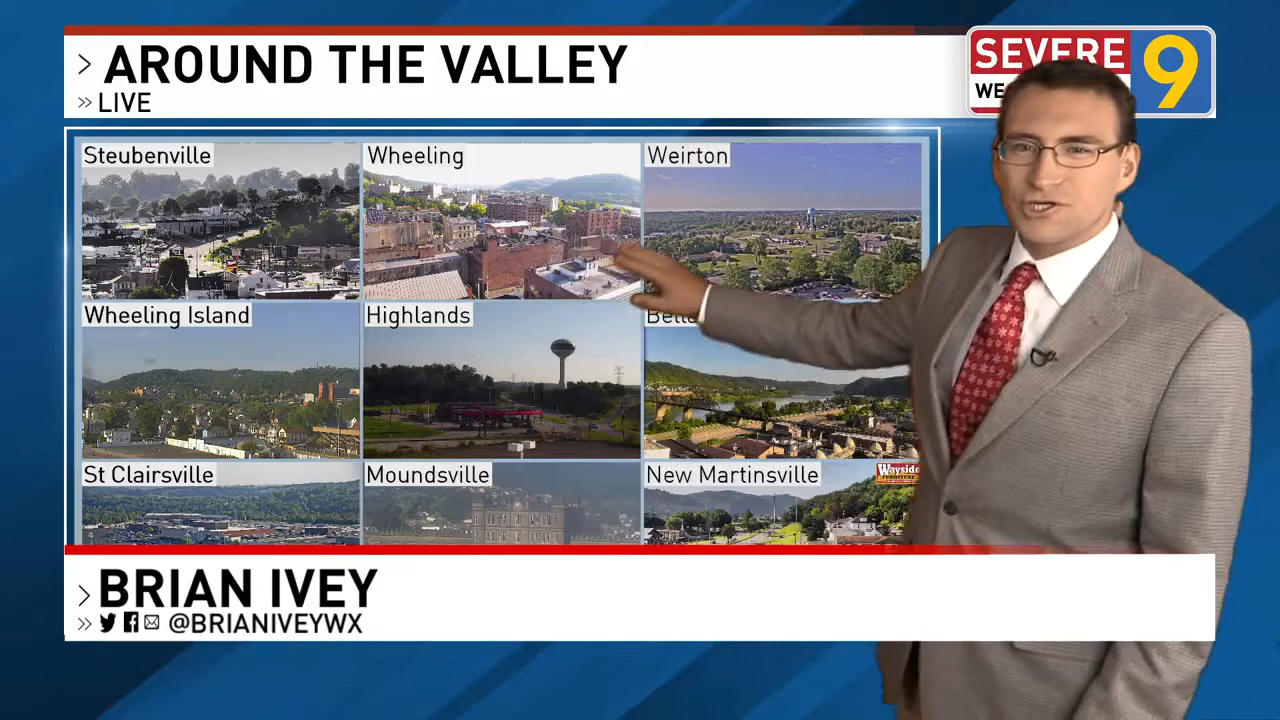 AROUND THE VALLEY
LIVE
SEVERE
WE
9
Steubenville
Wheeling
Weirton
Wheeling Island
Highlands
St Clairsville
Moundsville
New Martinsville
BRIAN IVEY
@BRIANIVEYWX